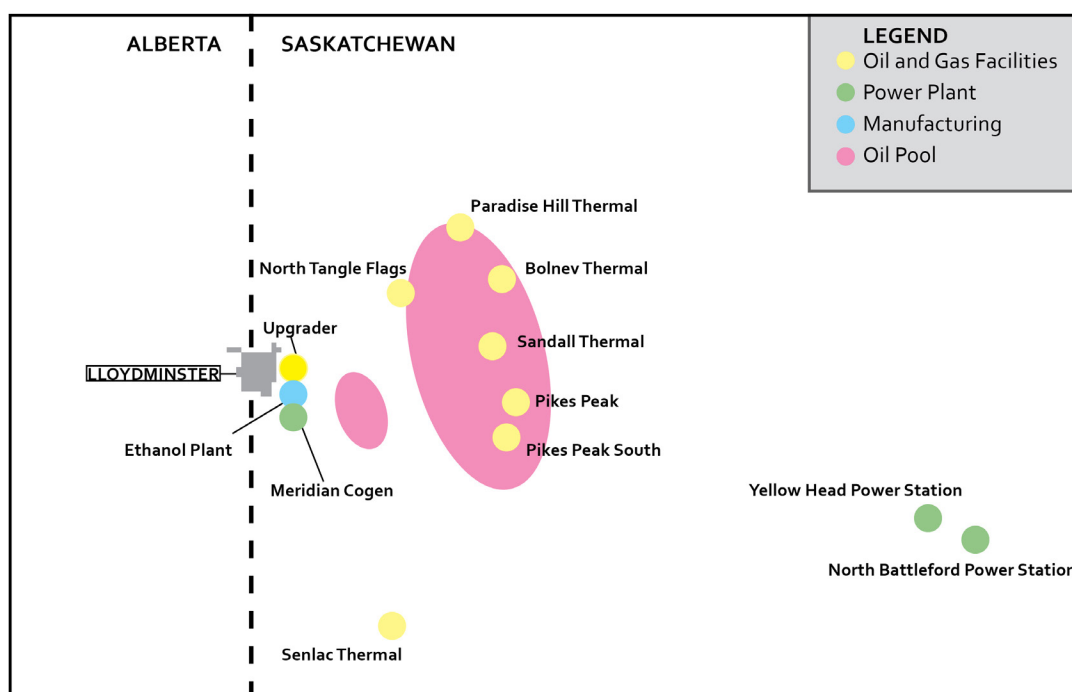 ALBERTA
SASKATCHEWAN
LEGEND
Oil and Gas Facilities
Power Plant
Manufacturing
Oil Pool
Paradise Hill Thermal
North Tangle Flags
Bolnev Thermal
Upgrader
Sandall Thermal
LLOYDMINSTER
Pikes Peak
Ethanol Plant
Pikes Peak South
Meridian Cogen
Yellow Head Power Station
North Battleford Power Station
Senlac Thermal